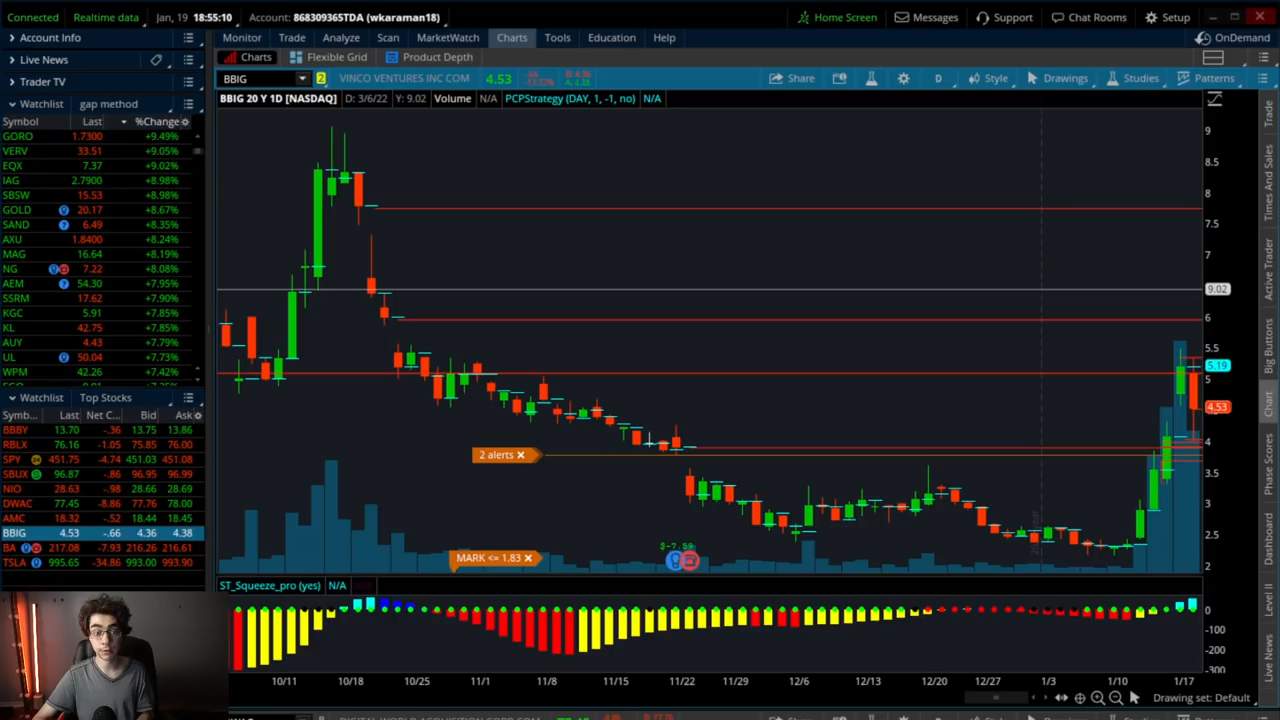 Connected Realtime data Jan, 19 18:55:10 Account: 868309365TDA (wkaraman18) Home Screen Messages Support Chat Rooms Setup
Account Info Monitor Trade Analyze Scan MarketWatch Charts Tools Education Help OnDemand
Live News Charts Flexible Grid Product Depth
Trader TV BBIG 2 VINCO VENTURES INC COM 4.53 Share D Style Drawings Studies Patterns
Watchlist gap method BBIG 20 Y 1D [NASDAQ] D: 3/6/22 Y: 9.02 Volume N/A PCPStrategy (DAY, 1, -1, no) N/A
Symbol Last %Change
GORO 1.7300 +9.49%
VERV 33.51 +9.05%
EQX 7.37 +9.02%
IAG 2.7900 +8.98%
SBSW 15.53 +8.98%
GOLD 20.17 +8.67%
SAND 6.49 +8.35%
AXU 1.8400 +8.24%
MAG 16.64 +8.08%
NG 7.22 +8.08%
AEM 54.30 +7.95%
SSRM 17.62 +7.90%
KGC 5.91 +7.85%
KL 42.75 +7.85%
AUY 4.43 +7.79%
UL 50.04 +7.73%
WPM 42.26 +7.42%
Watchlist Top Stocks
Symb... Last Net C... Bid Ask
BBBY 13.70 -.36 13.75 13.86
RBLX 76.16 -1.05 75.85 76.00
SPY 451.75 -4.74 451.03 451.08
SBUX 96.87 -.86 96.95 96.99
NIO 28.63 -.98 28.66 28.69
DWAC 77.45 -8.86 77.76 78.00
AMC 18.32 -.52 18.44 18.45
BBIG 4.53 -.66 4.36 4.38
BA 217.08 -7.93 216.26 216.61
TSLA 995.65 -34.86 993.00 993.90
9
8.5
8
7.5
7
9.02
6
5.5
5.19
5
4.53
4
3.5
3
2.5
2
2 alerts
MARK <= 1.83
$-7.59
ST_Squeeze_pro (yes) N/A
0
-100
-200
-300
10/11 10/18 10/25 11/1 11/8 11/15 11/22 11/29 12/6 12/13 12/20 12/27 1/3 1/10 1/17
Drawing set: Default
Trade
Times And Sales
Active Trader
Big Buttons
Chart
Phase Scores
Dashboard
Level II
Live News